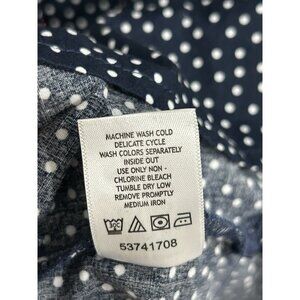 MACHINE WASH COLD
DELICATE CYCLE
WASH COLORS SEPARATELY
INSIDE OUT
USE ONLY NON -
CHLORINE BLEACH
TUMBLE DRY LOW
REMOVE PROMPTLY
MEDIUM IRON
53741708